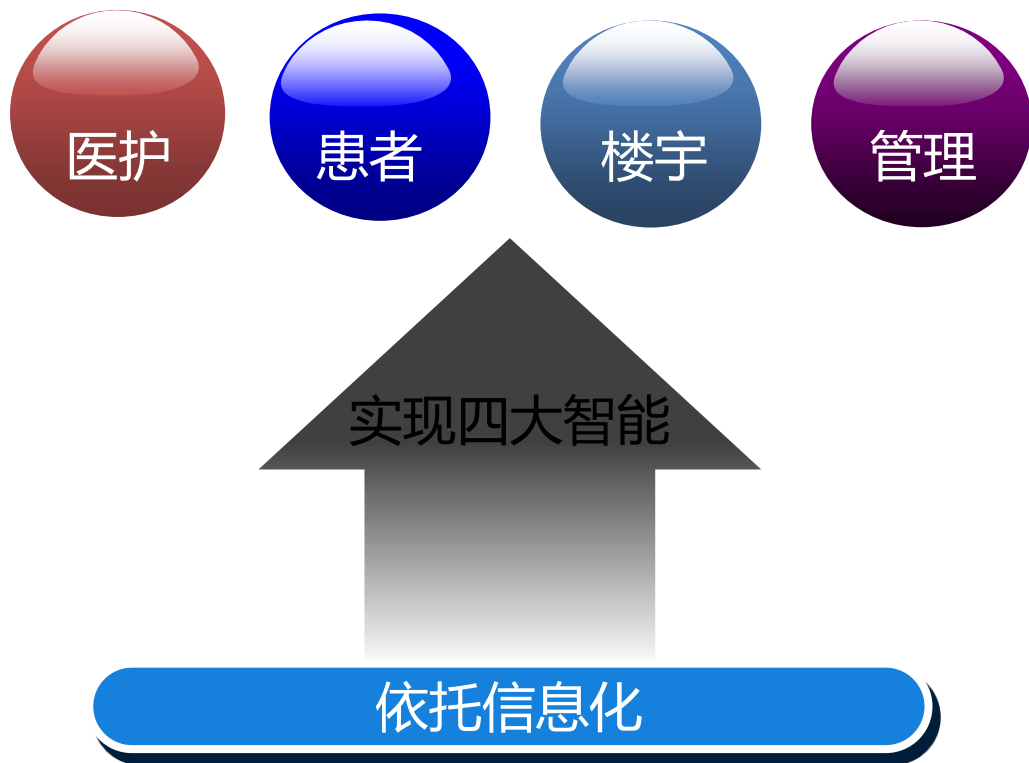 医护
患者
楼宇
管理
实现四大智能
依托信息化